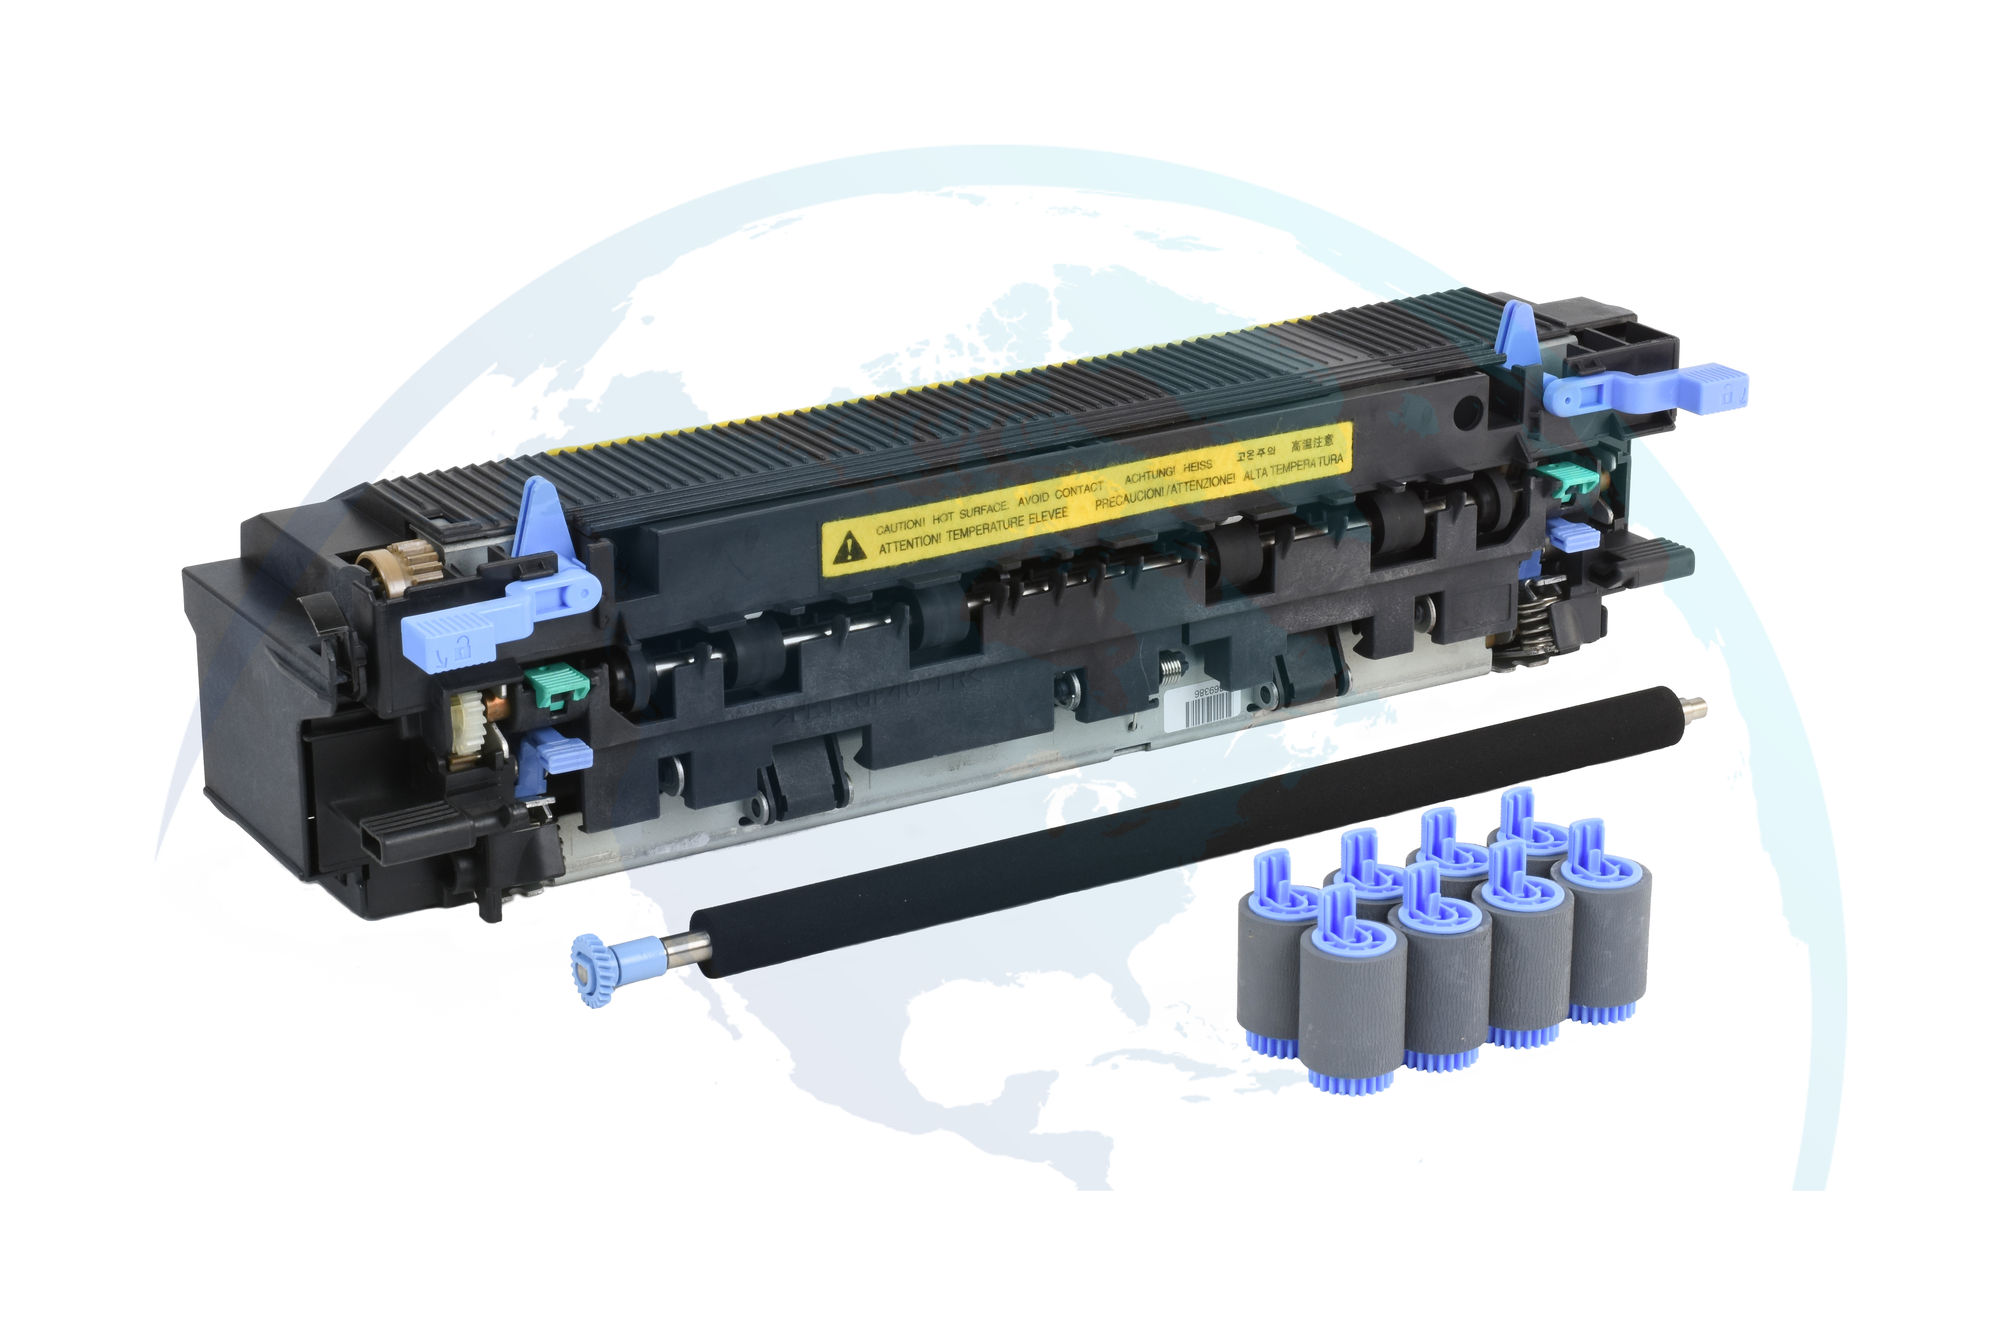 CAUTION! HOT SURFACE. AVOID CONTACT ACHTUNG! HEISS 고온주의 高温注意
ATTENTION! TEMPERATURE ELEVEE PRECAUCION!/ATTENZIONE! ALTA TEMPERATURA
669386